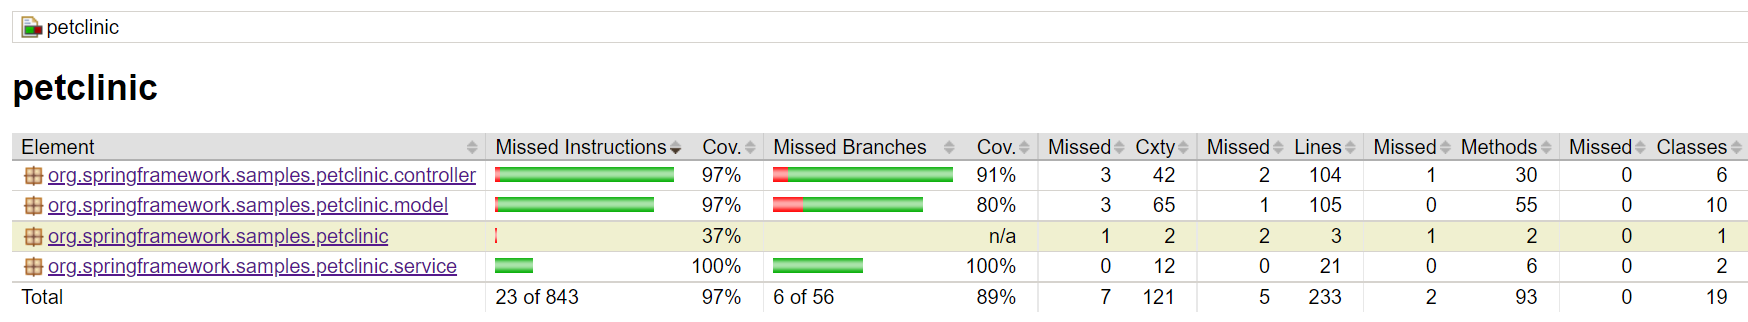 petclinic
petclinic
Element Missed Instructions Cov. Missed Branches Cov. Missed Cxty Missed Lines Missed Methods Missed Classes
org.springframework.samples.petclinic.controller 97% 91% 3 42 2 104 1 30 0 6
org.springframework.samples.petclinic.model 97% 80% 3 65 1 105 0 55 0 10
org.springframework.samples.petclinic 37% n/a 1 2 2 3 1 2 0 1
org.springframework.samples.petclinic.service 100% 100% 0 12 0 21 0 6 0 2
Total 23 of 843 97% 6 of 56 89% 7 121 5 233 2 93 0 19